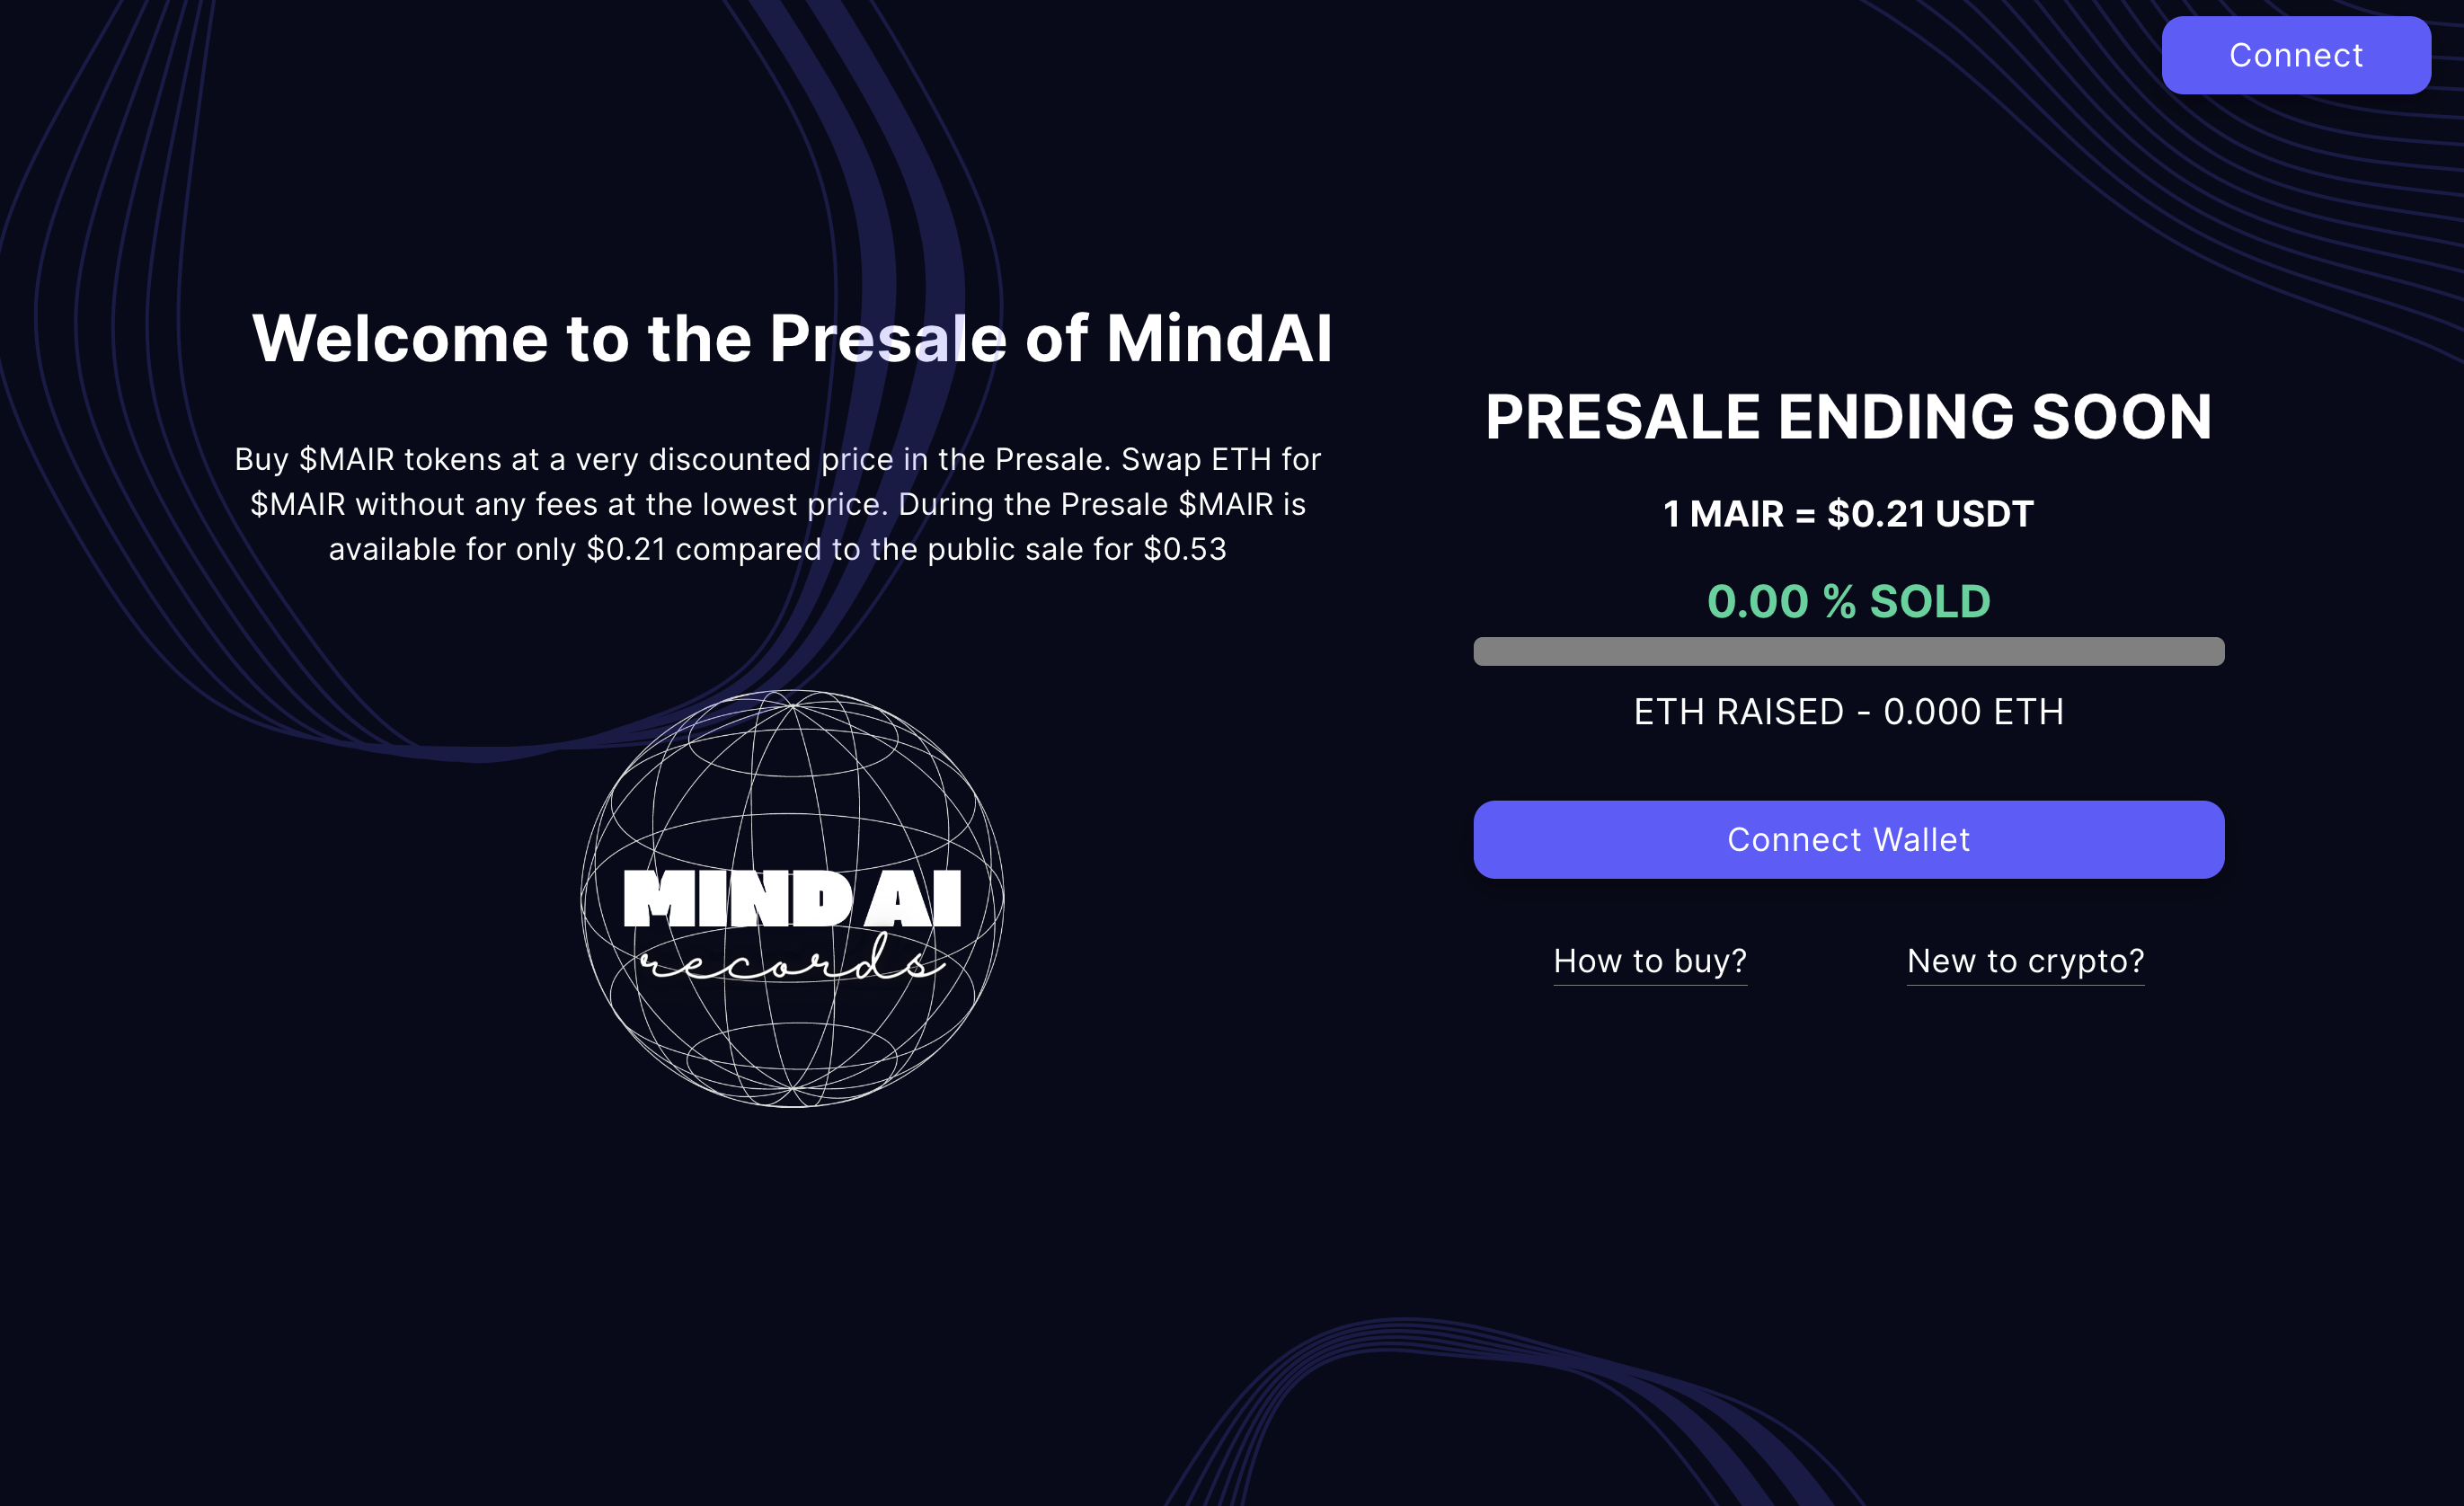 Connect
Welcome to the Presale of MindAI
Buy $MAIR tokens at a very discounted price in the Presale. Swap ETH for
$MAIR without any fees at the lowest price. During the Presale $MAIR is
available for only $0.21 compared to the public sale for $0.53
MIND AI
records
PRESALE ENDING SOON
1 MAIR = $0.21 USDT
0.00 % SOLD
ETH RAISED - 0.000 ETH
Connect Wallet
How to buy?
New to crypto?